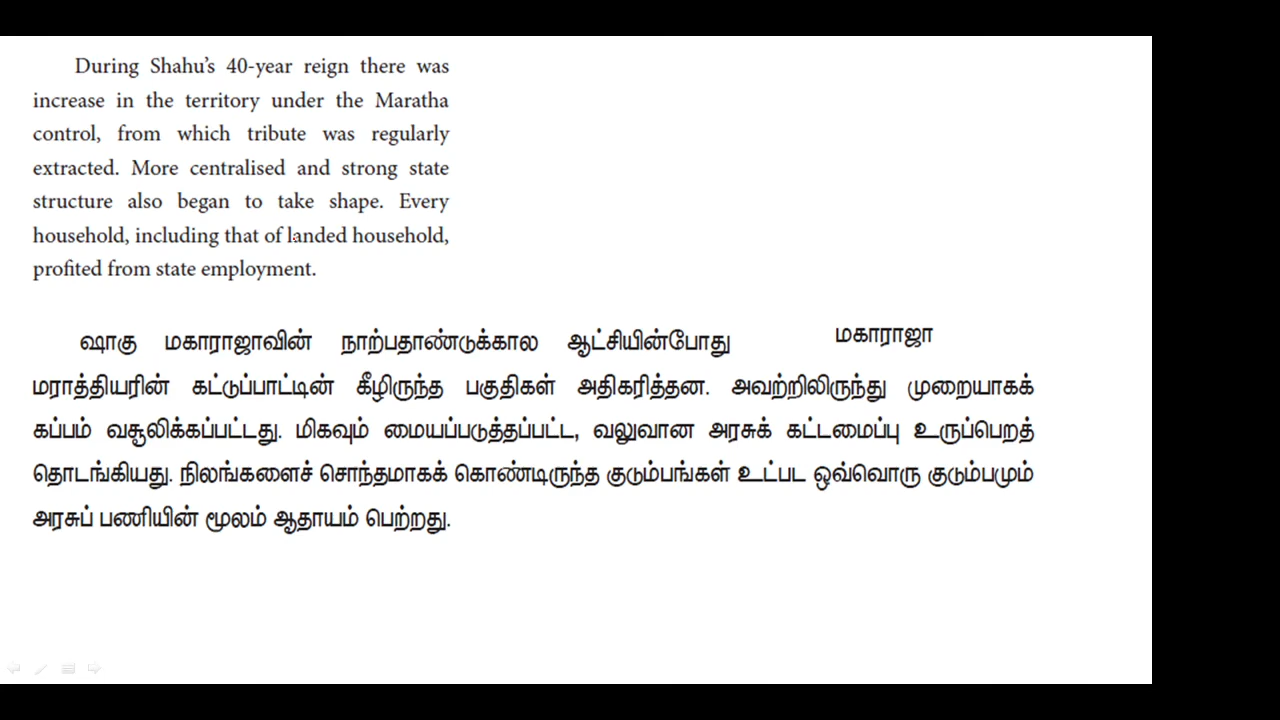 During Shahu’s 40-year reign there was
increase in the territory under the Maratha
control, from which tribute was regularly
extracted. More centralised and strong state
structure also began to take shape. Every
household, including that of landed household,
profited from state employment.
ஷாகு மகாராஜாவின் நாற்பதாண்டுக்கால ஆட்சியின்போது மகாராஜா
மராத்தியரின் கட்டுப்பாட்டின் கீழிருந்த பகுதிகள் அதிகரித்தன. அவற்றிலிருந்து முறையாகக்
கப்பம் வசூலிக்கப்பட்டது. மிகவும் மையப்படுத்தப்பட்ட, வலுவான அரசுக் கட்டமைப்பு உருப்பெறத்
தொடங்கியது. நிலங்களைச் சொந்தமாகக் கொண்டிருந்த குடும்பங்கள் உட்பட ஒவ்வொரு குடும்பமும்
அரசுப் பணியின் மூலம் ஆதாயம் பெற்றது.